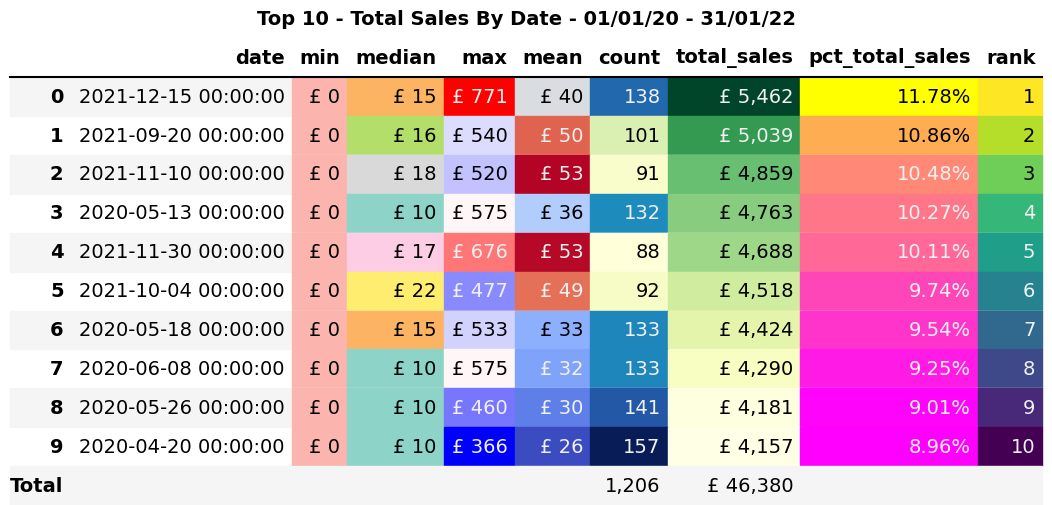 Top 10 - Total Sales By Date - 01/01/20 - 31/01/22
date min median max mean count total_sales pct_total_sales rank
0 2021-12-15 00:00:00 £ 0 £ 15 £ 771 £ 40 138 £ 5,462 11.78% 1
1 2021-09-20 00:00:00 £ 0 £ 16 £ 540 £ 50 101 £ 5,039 10.86% 2
2 2021-11-10 00:00:00 £ 0 £ 18 £ 520 £ 53 91 £ 4,859 10.48% 3
3 2020-05-13 00:00:00 £ 0 £ 10 £ 575 £ 36 132 £ 4,763 10.27% 4
4 2021-11-30 00:00:00 £ 0 £ 17 £ 676 £ 53 88 £ 4,688 10.11% 5
5 2021-10-04 00:00:00 £ 0 £ 22 £ 477 £ 49 92 £ 4,518 9.74% 6
6 2020-05-18 00:00:00 £ 0 £ 15 £ 533 £ 33 133 £ 4,424 9.54% 7
7 2020-06-08 00:00:00 £ 0 £ 10 £ 575 £ 32 133 £ 4,290 9.25% 8
8 2020-05-26 00:00:00 £ 0 £ 10 £ 460 £ 30 141 £ 4,181 9.01% 9
9 2020-04-20 00:00:00 £ 0 £ 10 £ 366 £ 26 157 £ 4,157 8.96% 10
Total 1,206 £ 46,380